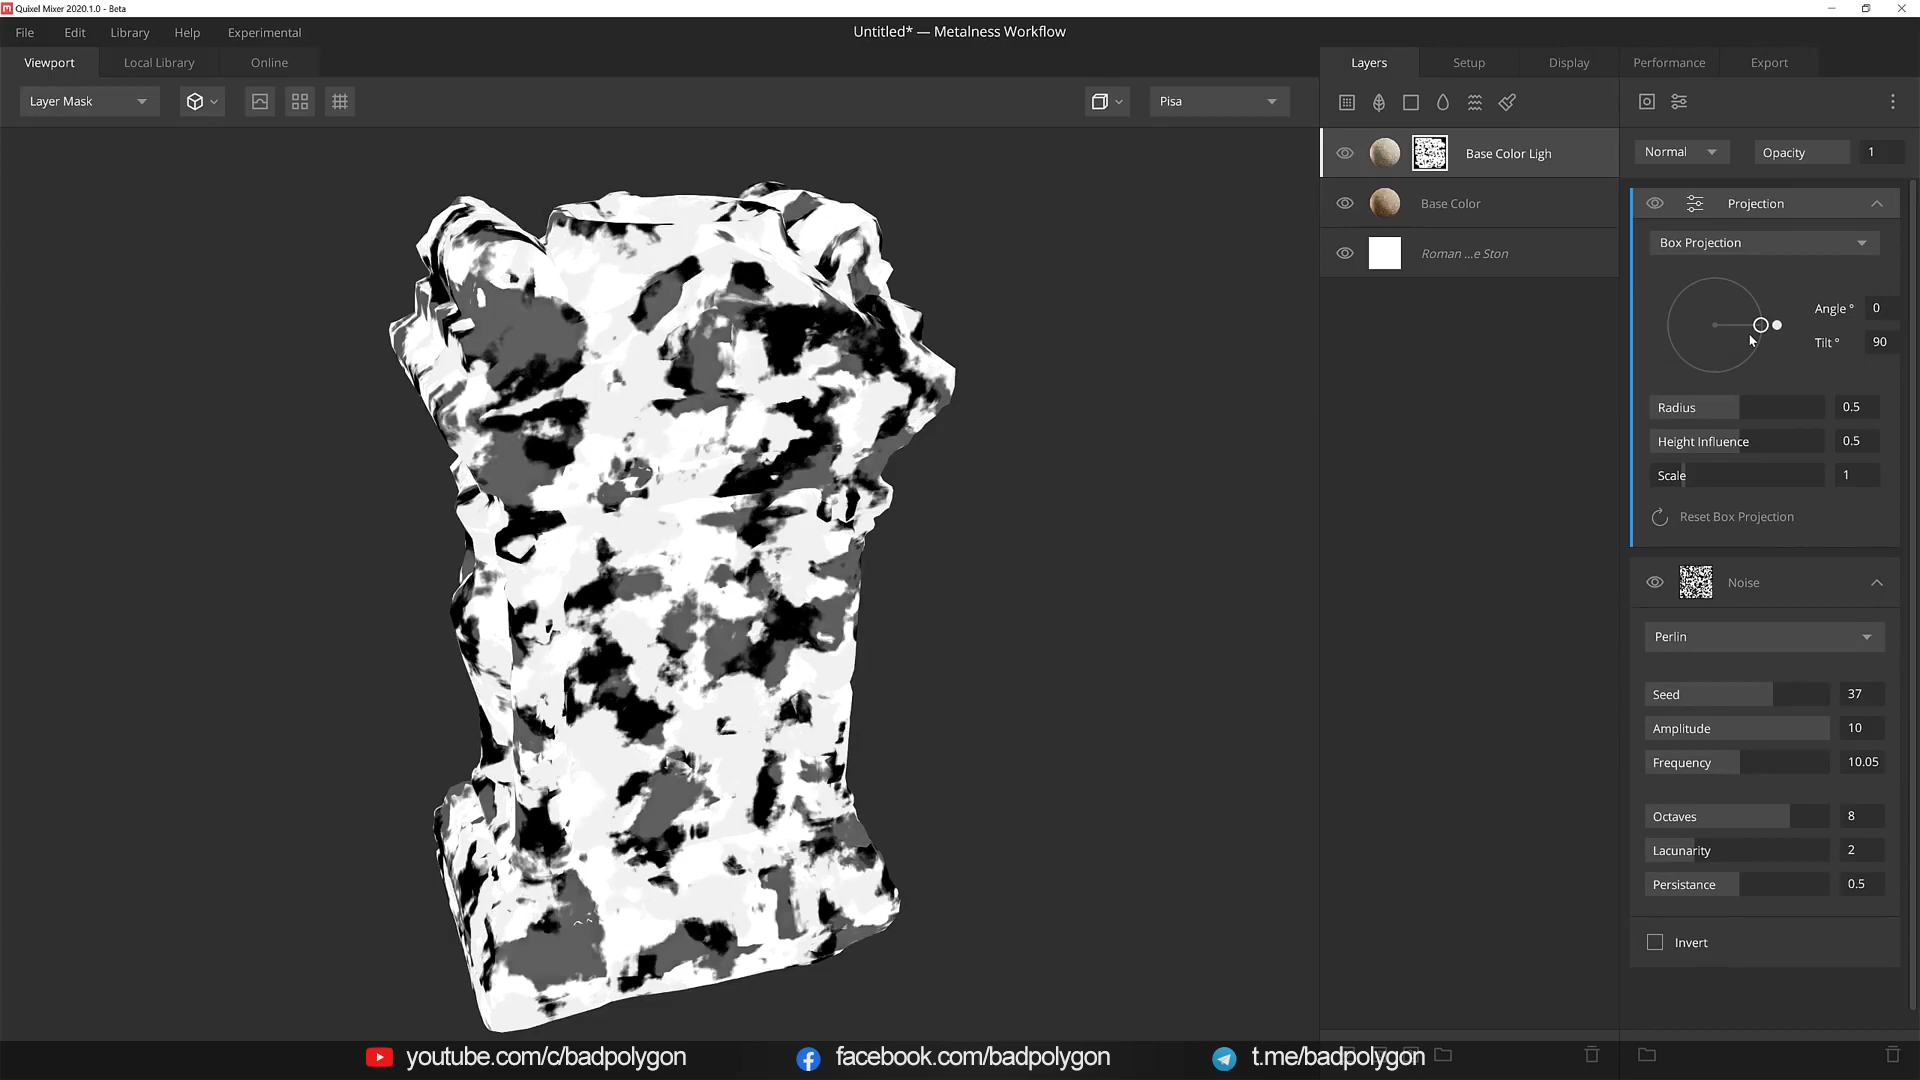 Quixel Mixer 2020.1.0 - Beta
File Edit Library Help Experimental
Untitled* — Metalness Workflow
Viewport Local Library Online
Layers Setup Display Performance Export
Layer Mask
Pisa
Base Color Ligh
Base Color
Roman ...e Ston
Normal Opacity 1
Projection
Box Projection
Angle ° 0
Tilt ° 90
Radius 0.5
Height Influence 0.5
Scale 1
Reset Box Projection
Noise
Perlin
Seed 37
Amplitude 10
Frequency 10.05
Octaves 8
Lacunarity 2
Persistance 0.5
Invert
youtube.com/c/badpolygon facebook.com/badpolygon t.me/badpolygon